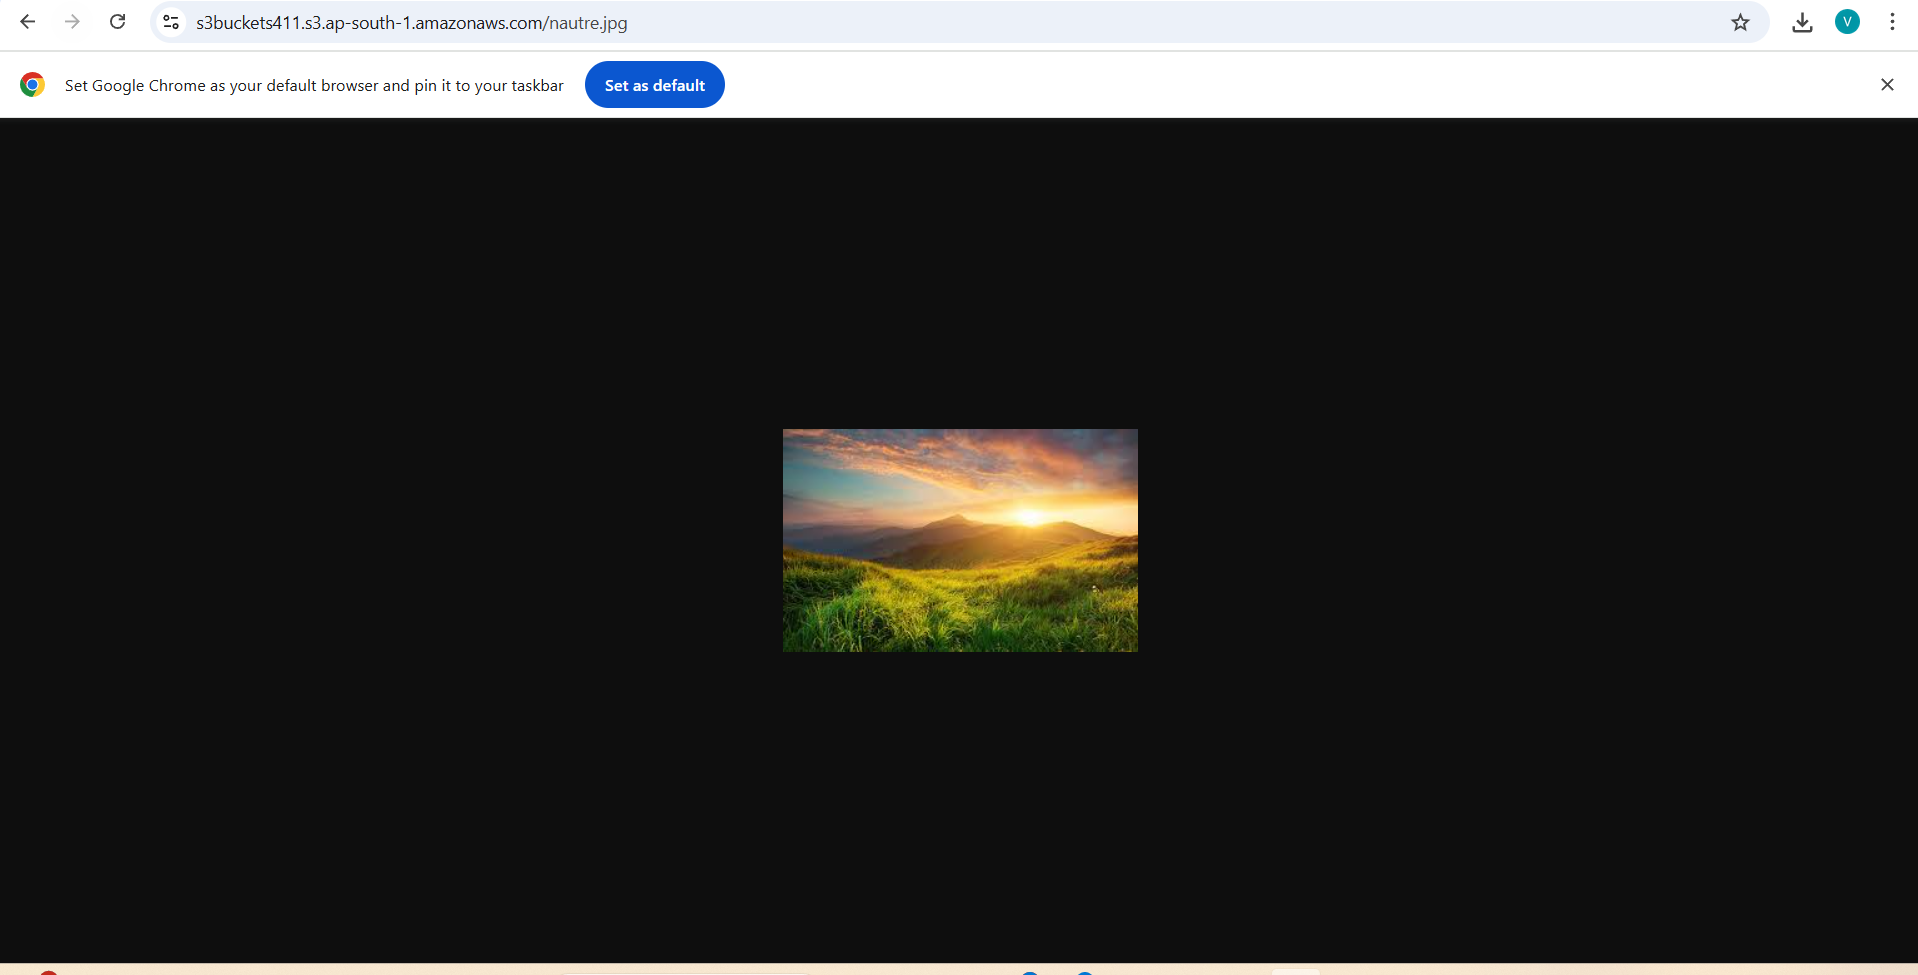 s3buckets411.s3.ap-south-1.amazonaws.com/nautre.jpg
V
Set Google Chrome as your default browser and pin it to your taskbar
Set as default